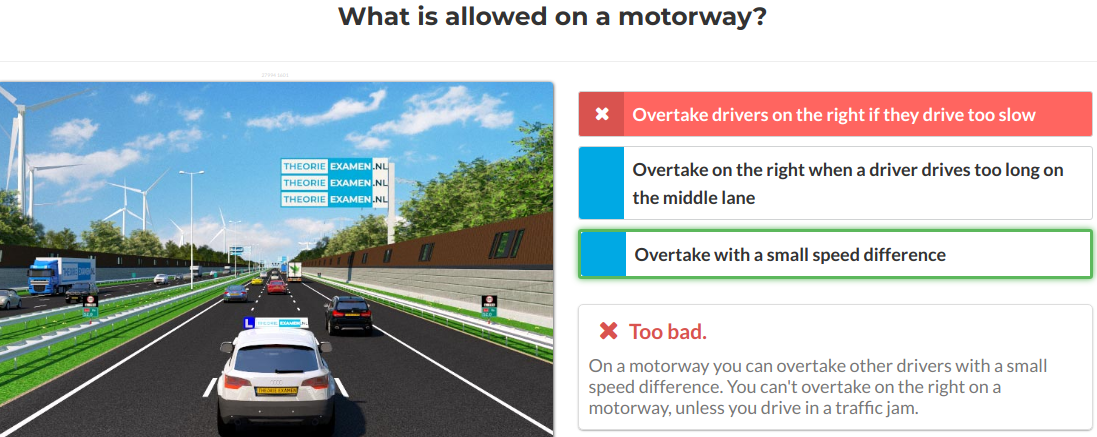 What is allowed on a motorway?
THEORIE EXAMEN.NL
THEORIE EXAMEN.NL
THEORIE EXAMEN.NL
L THEORIE EXAMEN.NL
THEORIE EXAMEN
Overtake drivers on the right if they drive too slow
Overtake on the right when a driver drives too long on
the middle lane
Overtake with a small speed difference
Too bad.
On a motorway you can overtake other drivers with a small
speed difference. You can't overtake on the right on a
motorway, unless you drive in a traffic jam.